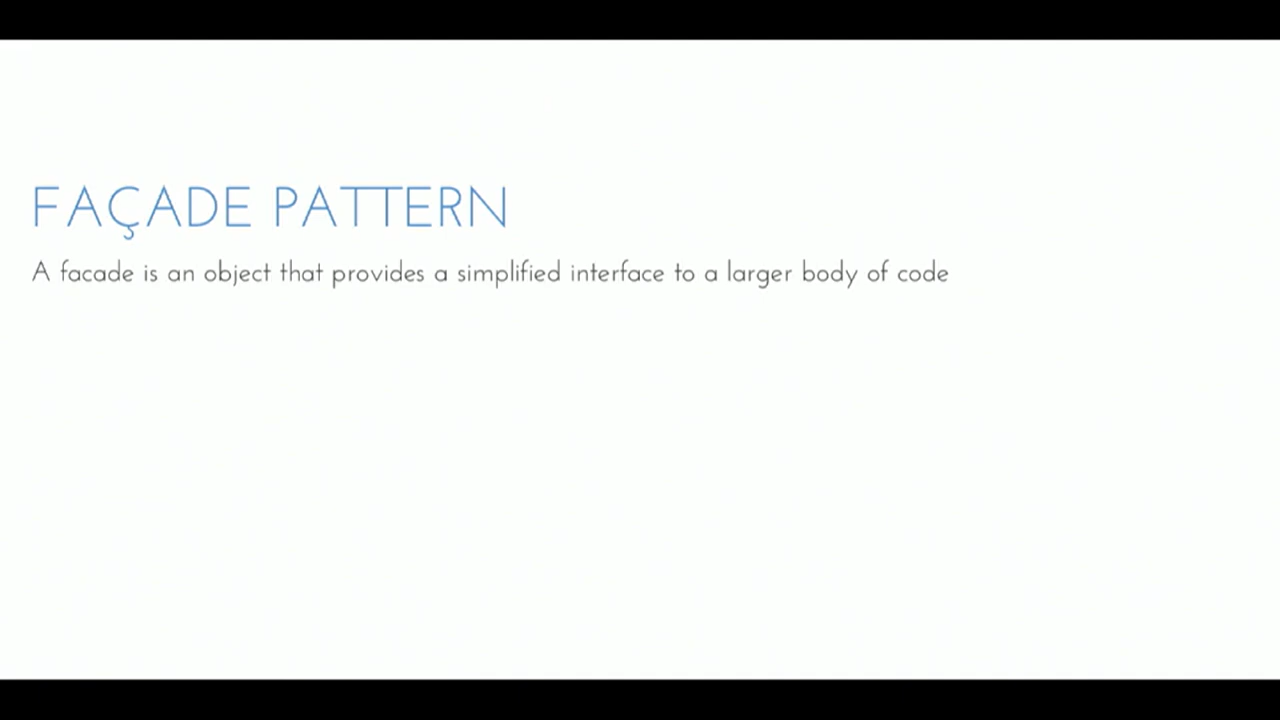 FAÇADE PATTERN
A facade is an object that provides a simplified interface to a larger body of code